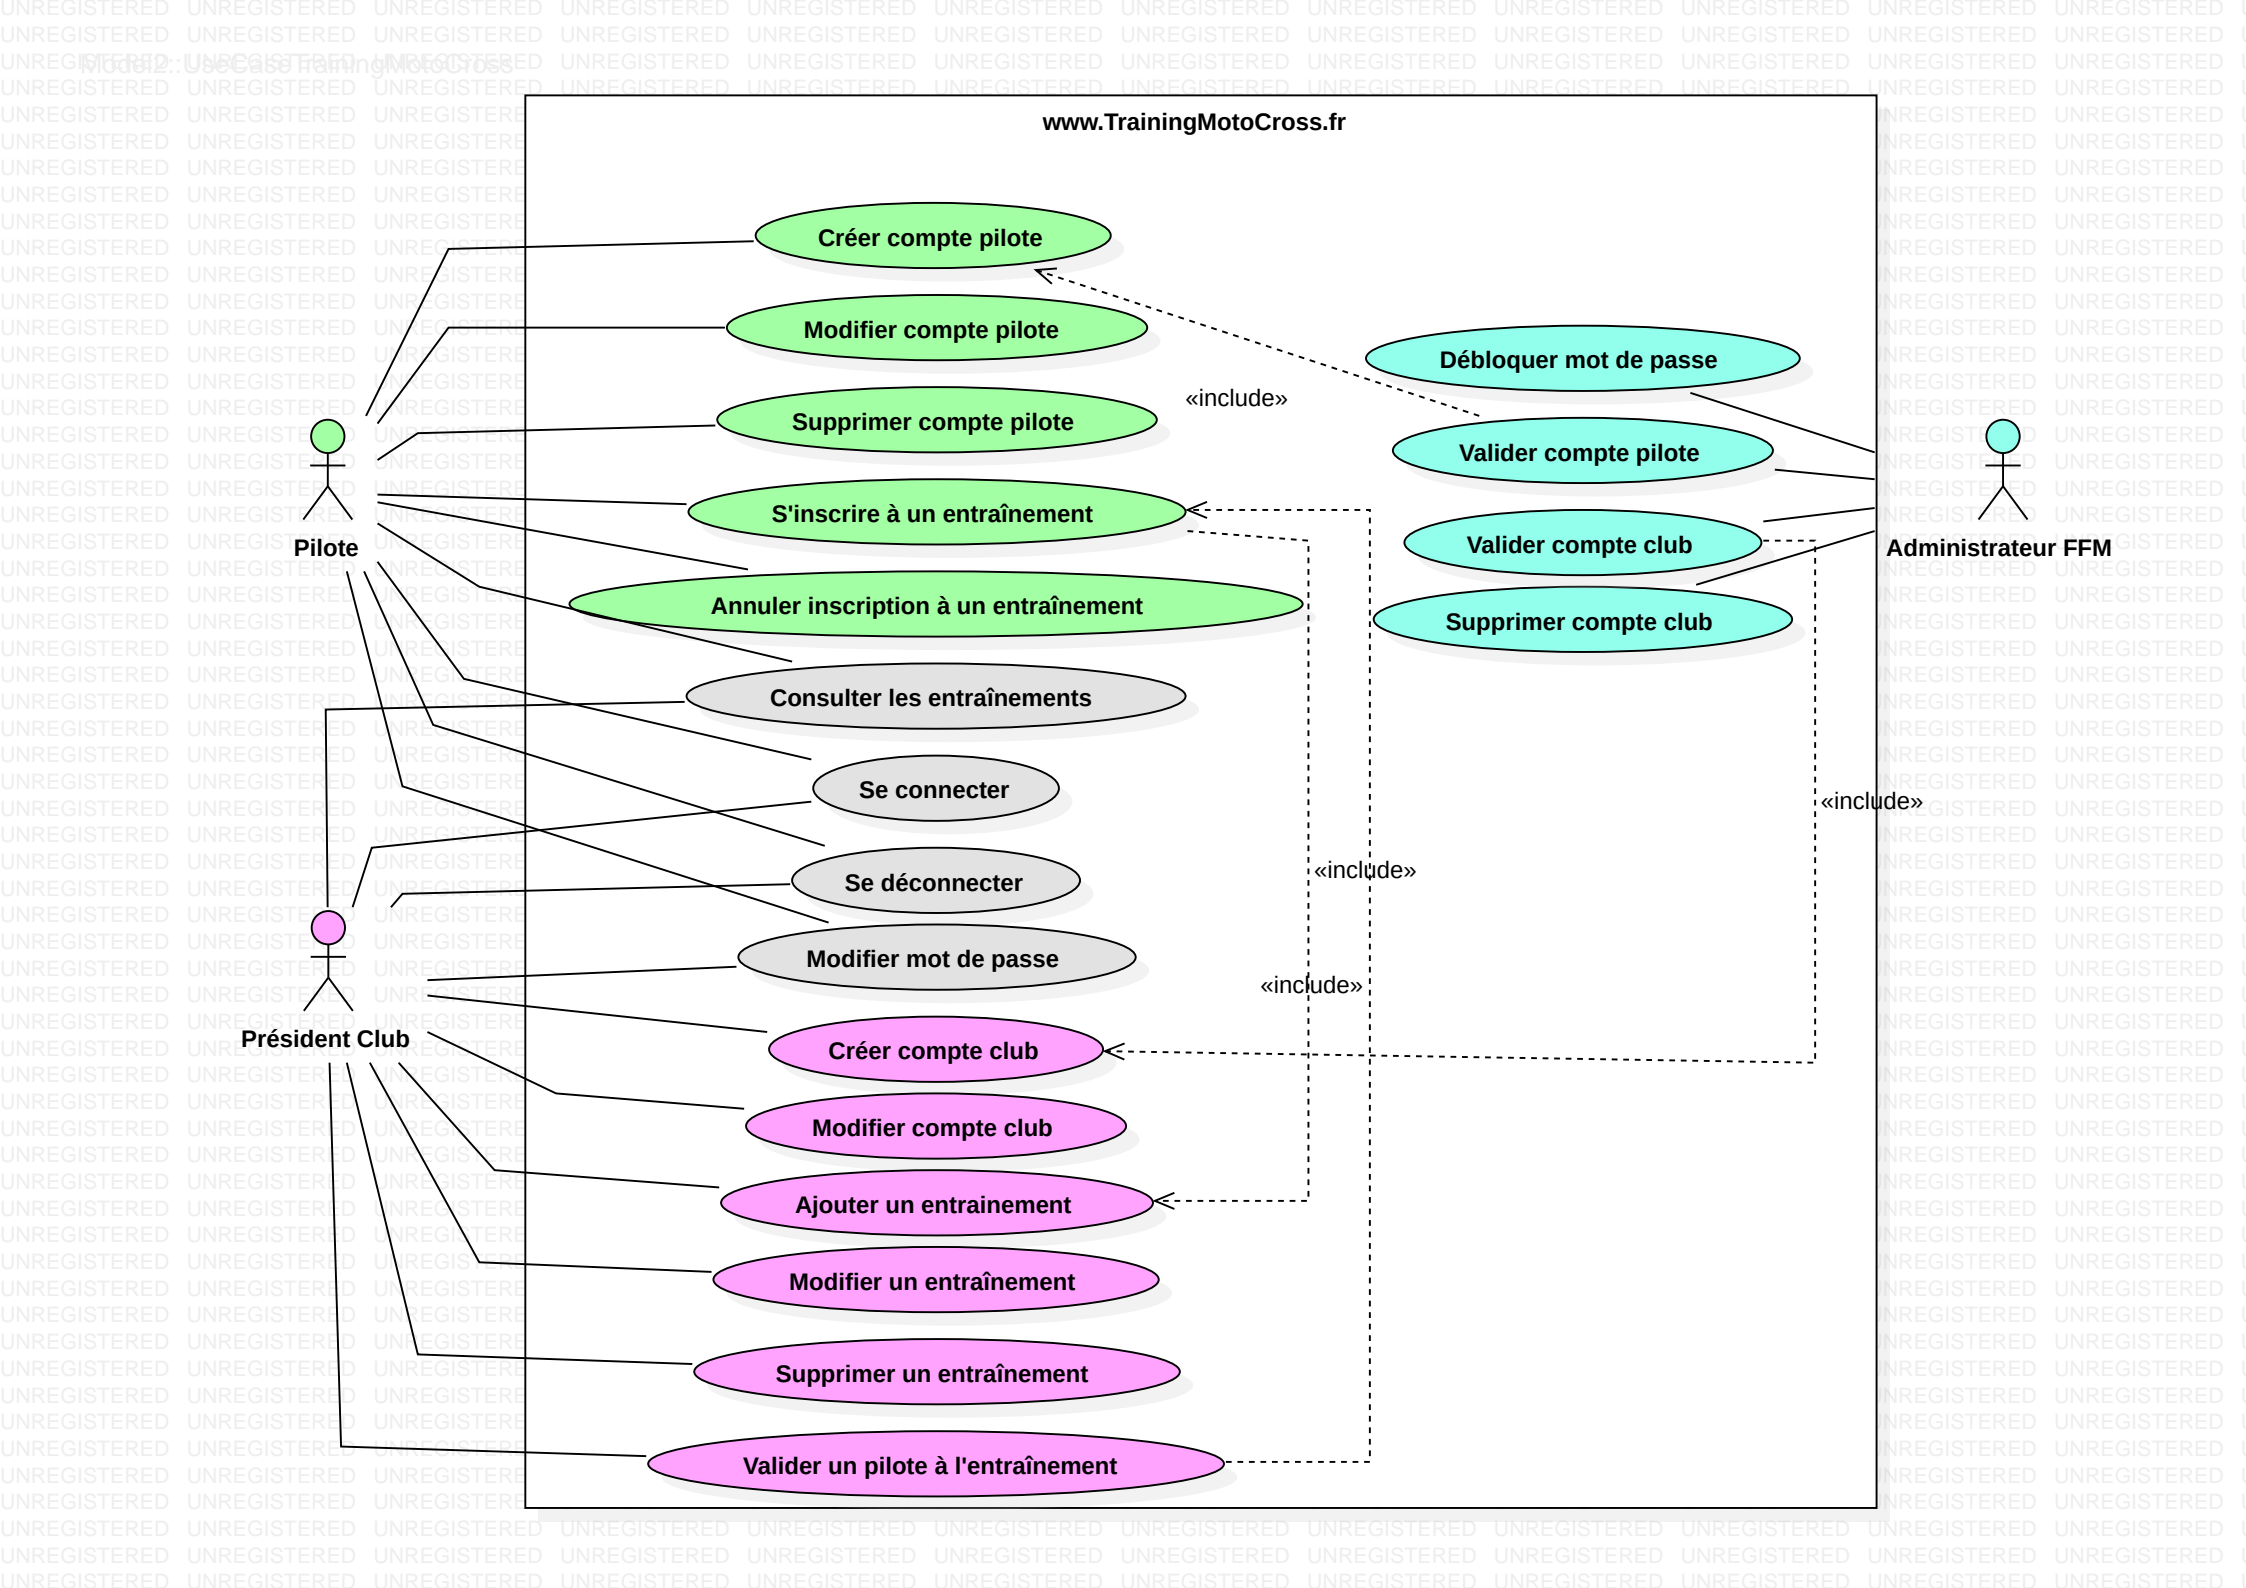 Model2::UseCaseTrainingMotoCross
www.TrainingMotoCross.fr
Créer compte pilote
Modifier compte pilote
Débloquer mot de passe
«include»
Supprimer compte pilote
Valider compte pilote
S'inscrire à un entraînement
Valider compte club
Pilote
Administrateur FFM
Annuler inscription à un entraînement
Supprimer compte club
Consulter les entraînements
Se connecter
«include»
«include»
Se déconnecter
Modifier mot de passe
«include»
Président Club
Créer compte club
Modifier compte club
Ajouter un entrainement
Modifier un entraînement
Supprimer un entraînement
Valider un pilote à l'entraînement
UNREGISTERED